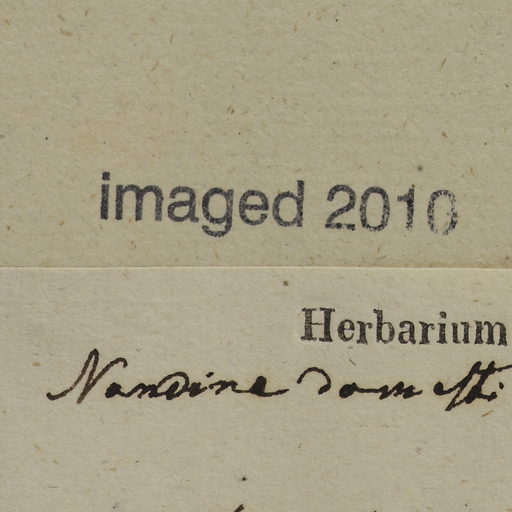 imaged 2010
Herbarium
Nandina domesti